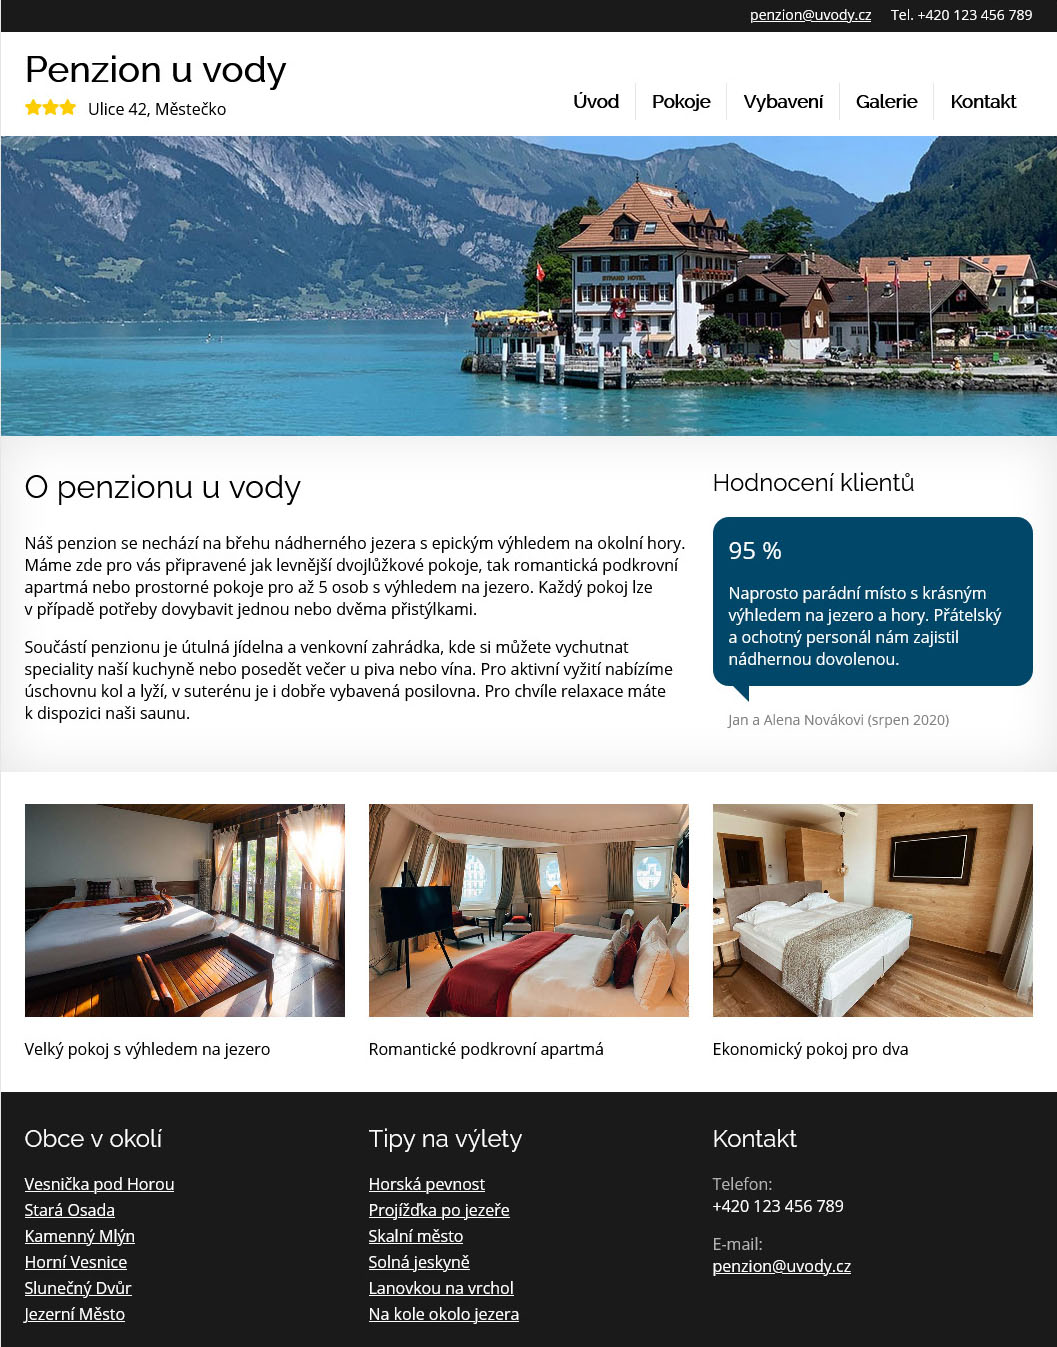 penzion@uvody.cz Tel. +420 123 456 789
Penzion u vody
Ulice 42, Městečko
Úvod Pokoje Vybavení Galerie Kontakt
STRAND HOTEL
O penzionu u vody
Náš penzion se nechází na břehu nádherného jezera s epickým výhledem na okolní hory.
Máme zde pro vás připravené jak levnější dvojlůžkové pokoje, tak romantická podkrovní
apartmá nebo prostorné pokoje pro až 5 osob s výhledem na jezero. Každý pokoj lze
v případě potřeby dovybavit jednou nebo dvěma přistýlkami.
Součástí penzionu je útulná jídelna a venkovní zahrádka, kde si můžete vychutnat
speciality naší kuchyně nebo posedět večer u piva nebo vína. Pro aktivní vyžití nabízíme
úschovnu kol a lyží, v suterénu je i dobře vybavená posilovna. Pro chvíle relaxace máte
k dispozici naši saunu.
Hodnocení klientů
95 %
Naprosto parádní místo s krásným
výhledem na jezero a hory. Přátelský
a ochotný personál nám zajistil
nádhernou dovolenou.
Jan a Alena Novákovi (srpen 2020)
Velký pokoj s výhledem na jezero
Romantické podkrovní apartmá
Ekonomický pokoj pro dva
Obce v okolí
Vesnička pod Horou
Stará Osada
Kamenný Mlýn
Horní Vesnice
Slunečný Dvůr
Jezerní Město
Tipy na výlety
Horská pevnost
Projížďka po jezeře
Skalní město
Solná jeskyně
Lanovkou na vrchol
Na kole okolo jezera
Kontakt
Telefon:
+420 123 456 789
E-mail:
penzion@uvody.cz